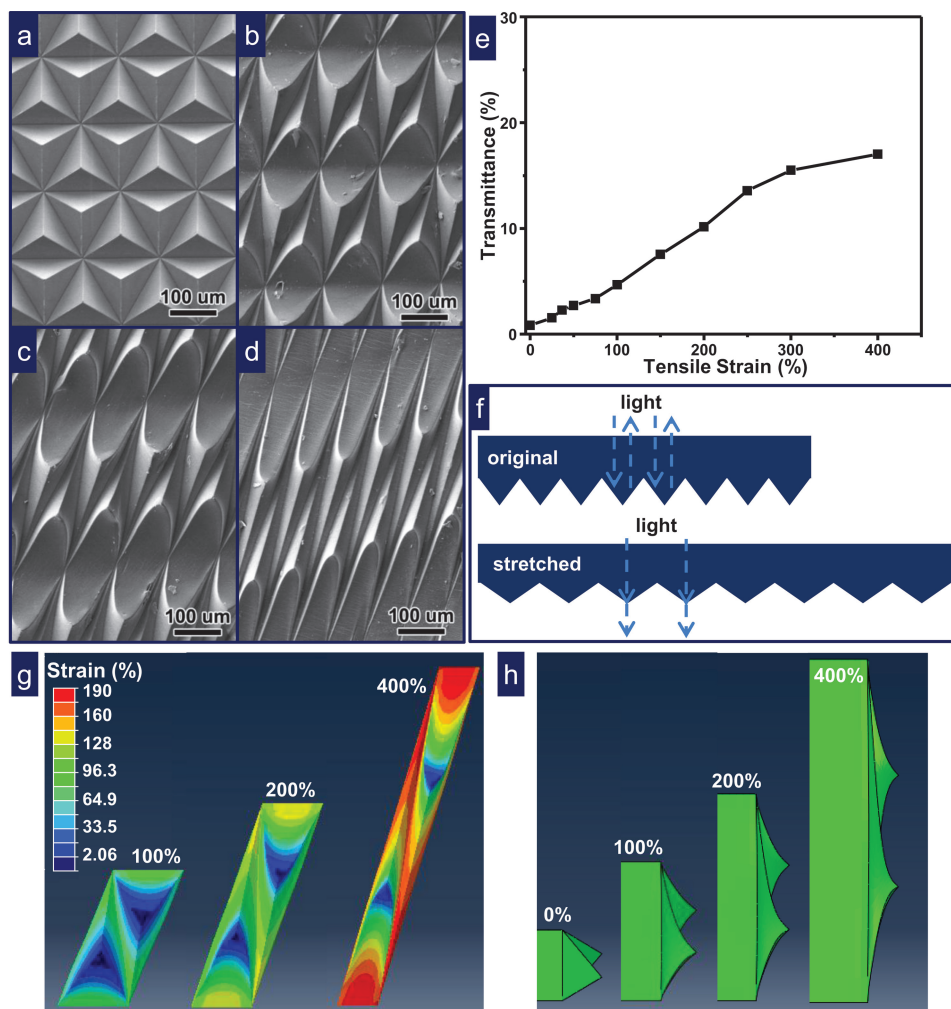 a
100 um
b
100 um
c
100 um
d
100 um
e
30
20
10
0
Transmittance (%)
0 100 200 300 400
Tensile Strain (%)
f
light
original
light
stretched
g
Strain (%)
190
160
128
96.3
64.9
33.5
2.06
100%
200%
400%
h
0%
100%
200%
400%